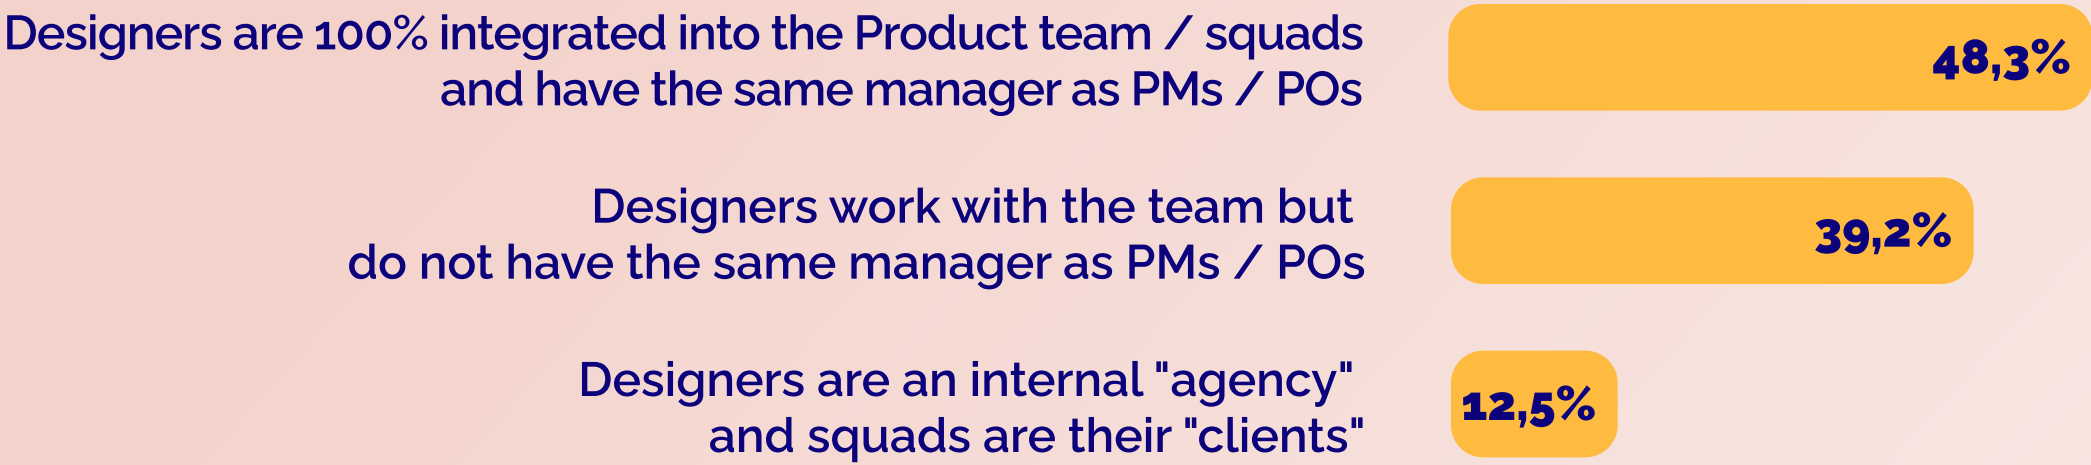 Designers are 100% integrated into the Product team / squads
and have the same manager as PMs / POs
48,3%
Designers work with the team but
do not have the same manager as PMs / POs
39,2%
Designers are an internal "agency"
and squads are their "clients"
12,5%